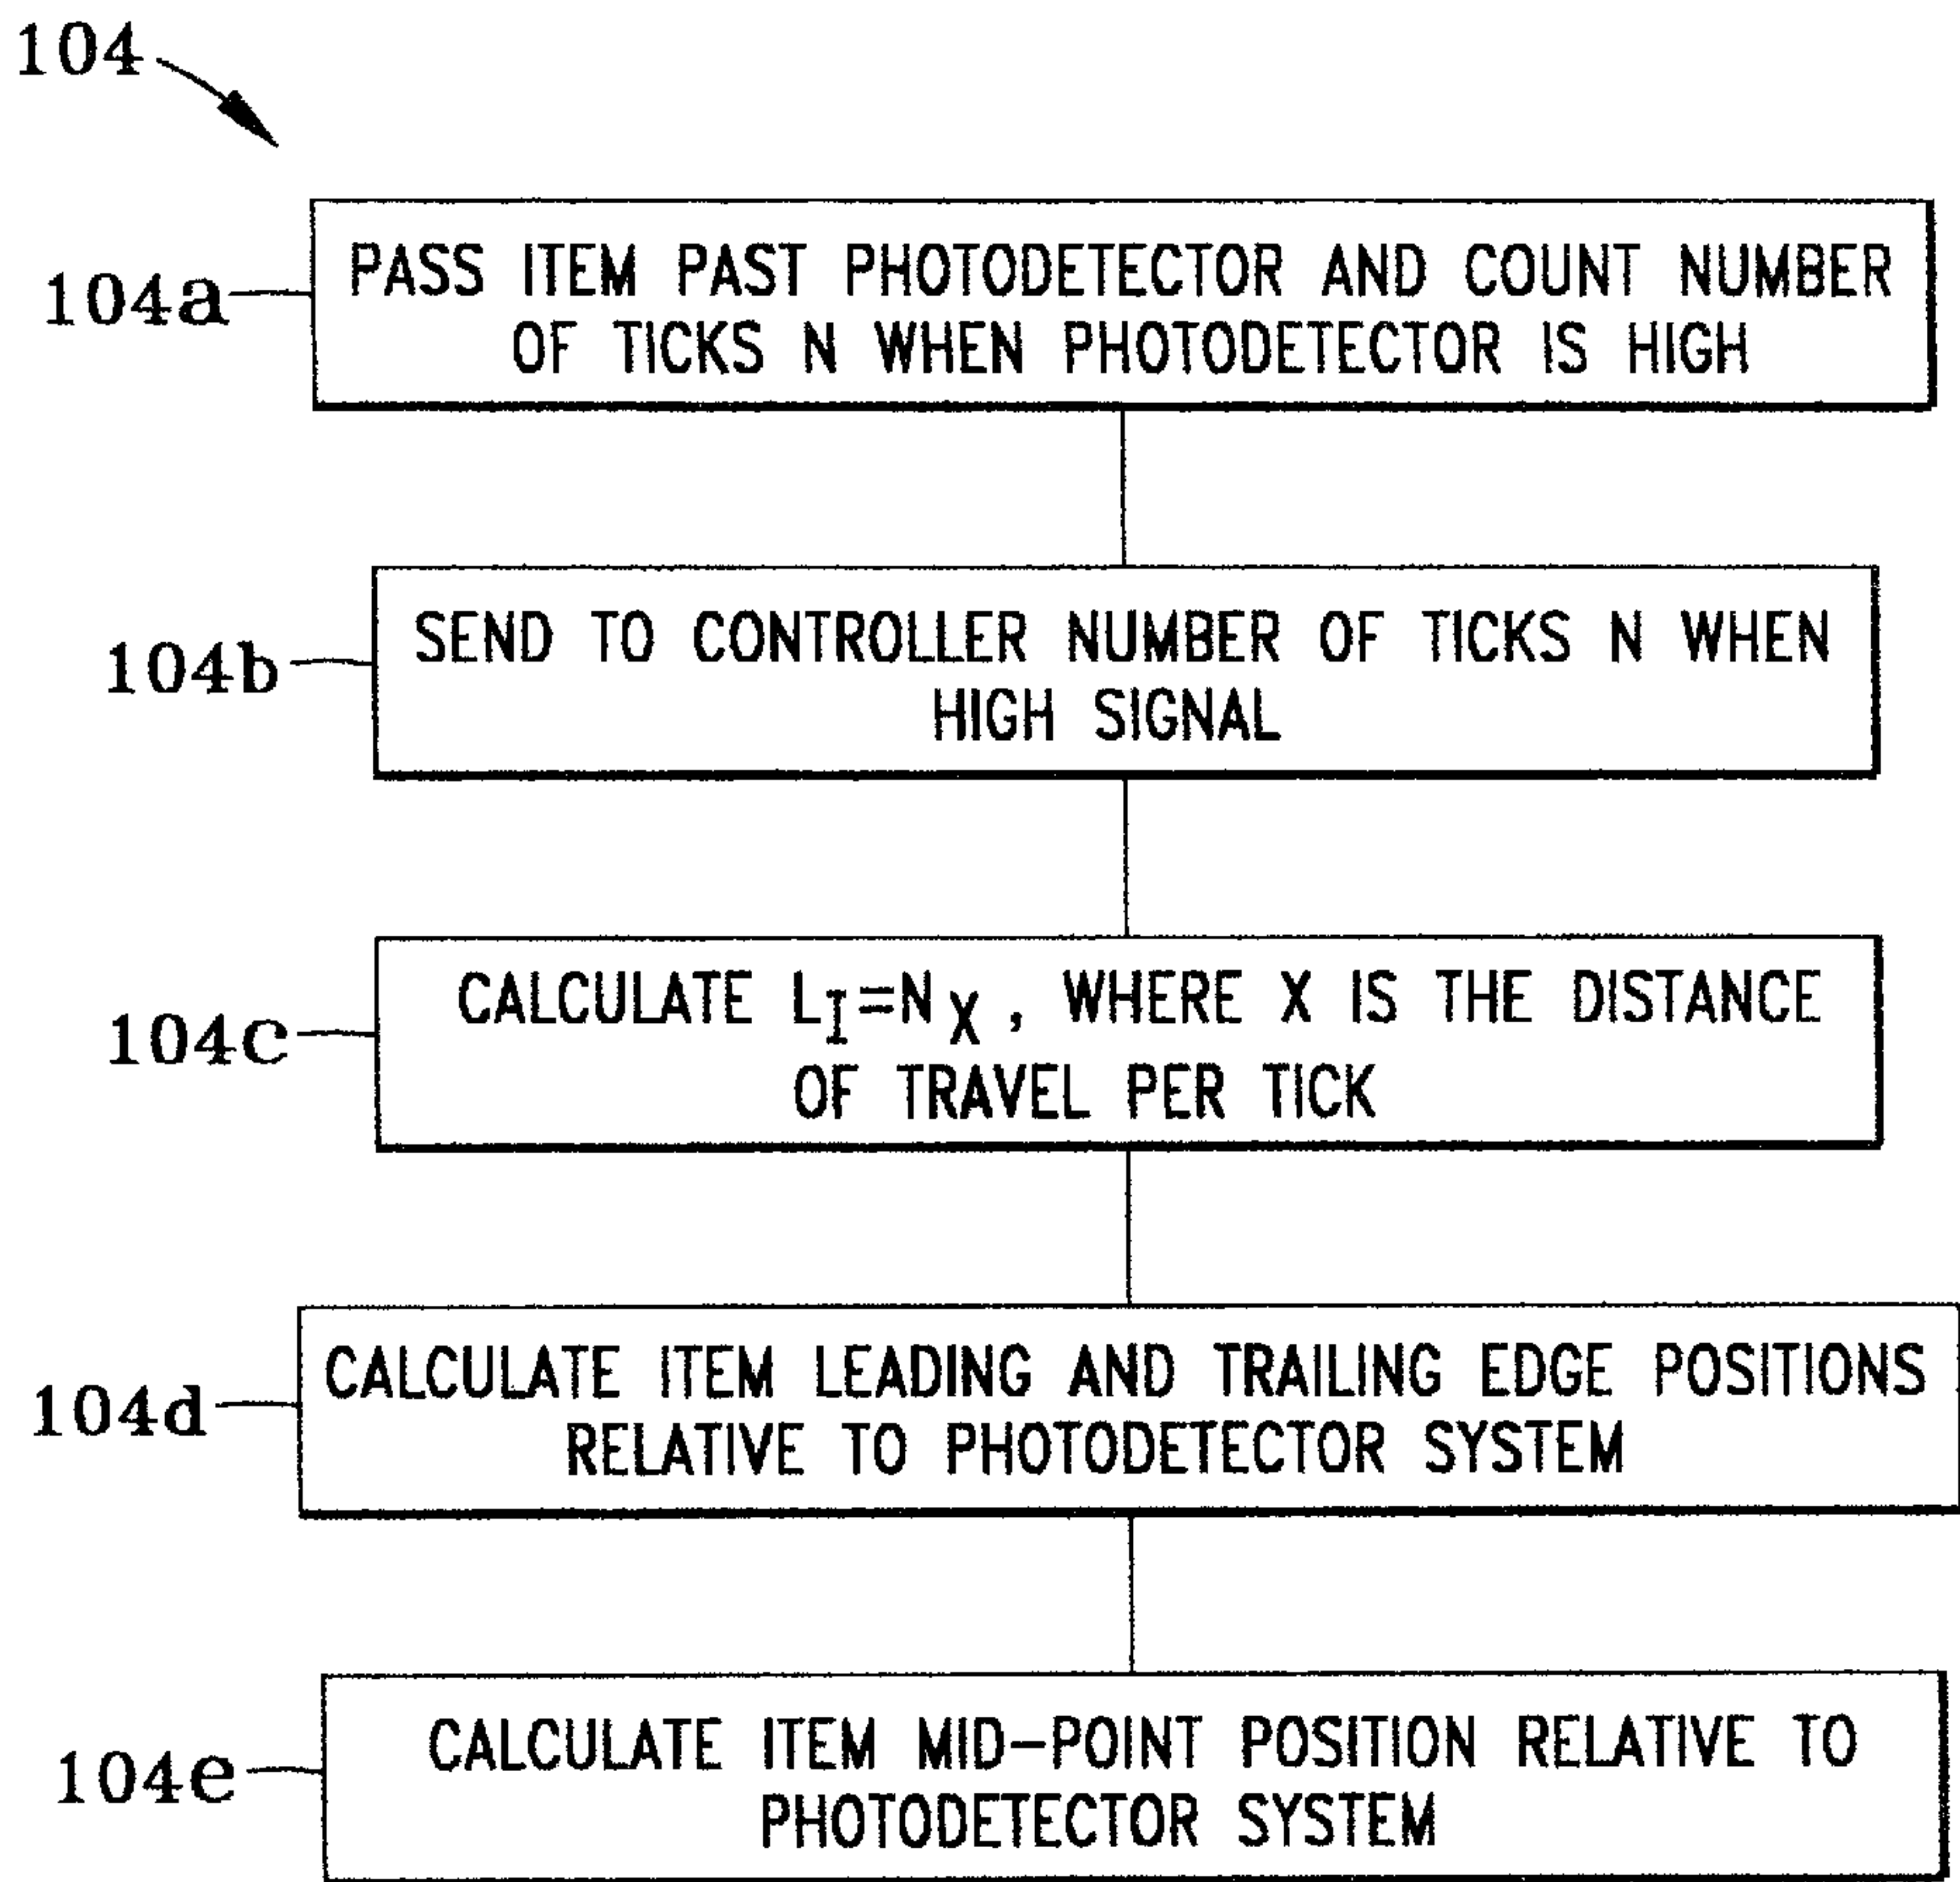 104
104a
PASS ITEM PAST PHOTODETECTOR AND COUNT NUMBER
OF TICKS N WHEN PHOTODETECTOR IS HIGH
104b
SEND TO CONTROLLER NUMBER OF TICKS N WHEN
HIGH SIGNAL
104c
CALCULATE L_I=N_X, WHERE X IS THE DISTANCE
OF TRAVEL PER TICK
104d
CALCULATE ITEM LEADING AND TRAILING EDGE POSITIONS
RELATIVE TO PHOTODETECTOR SYSTEM
104e
CALCULATE ITEM MID-POINT POSITION RELATIVE TO
PHOTODETECTOR SYSTEM